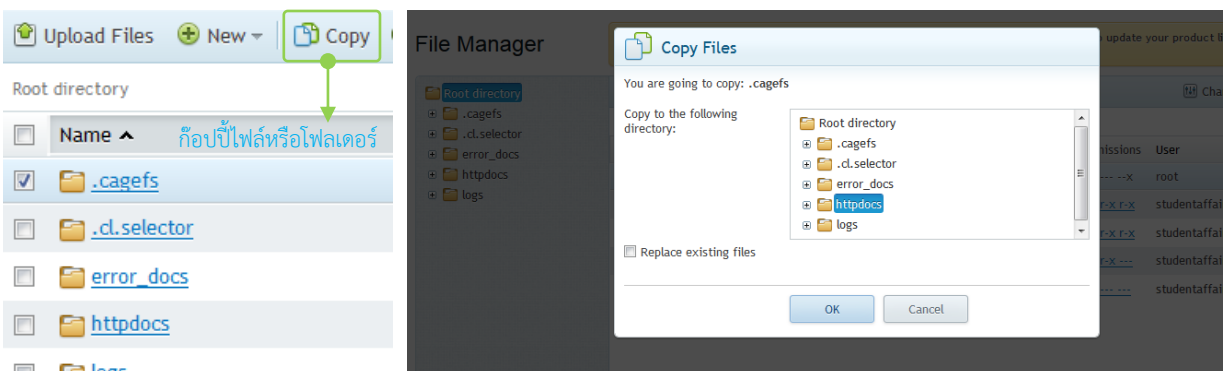 Upload Files New Copy
Root directory
Name
ก๊อปปี้ไฟล์หรือโฟลเดอร์
.cagefs
.cl.selector
error_docs
httpdocs
logs
File Manager
Root directory
.cagefs
.cl.selector
error_docs
httpdocs
logs
Copy Files
You are going to copy: .cagefs
Copy to the following
directory:
Root directory
.cagefs
.cl.selector
error_docs
httpdocs
logs
Replace existing files
OK Cancel
update your product
Cha
missions User
--- --x root
r-x r-x studentaffai
r-x r-x studentaffai
r-x --- studentaffai
--- --- studentaffai